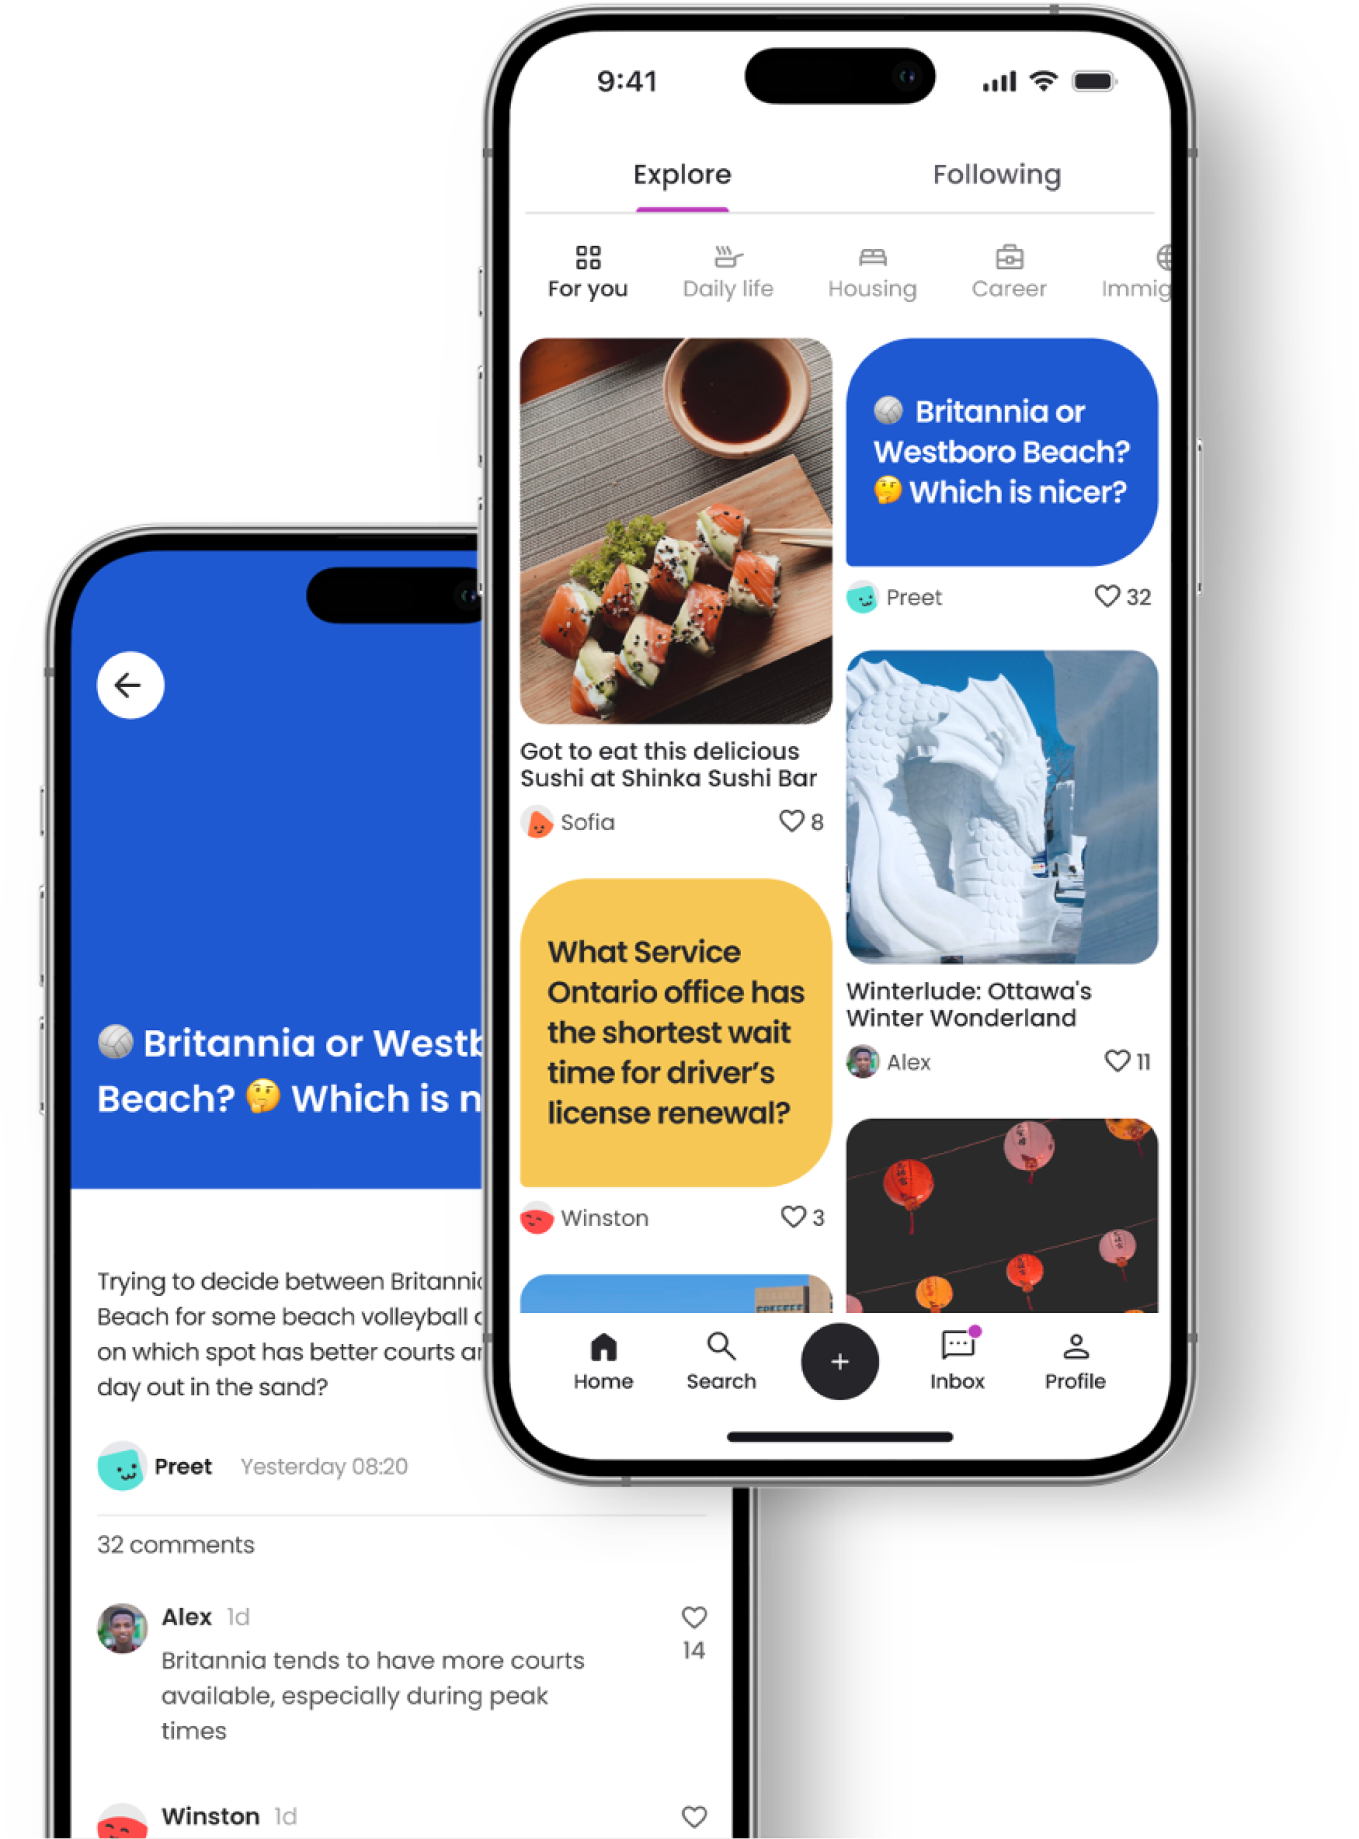 9:41
Explore
Following
For you
Daily life
Housing
Career
Immig
Got to eat this delicious
Sushi at Shinka Sushi Bar
Sofia
8
What Service
Ontario office has
the shortest wait
time for driver's
license renewal?
Winston
3
🏐 Britannia or
Westboro Beach?
🤔 Which is nicer?
Preet
32
Winterlude: Ottawa's
Winter Wonderland
Alex
11
Home
Search
+
Inbox
Profile
🏐 Britannia or Westb
Beach? 🤔 Which is n
Trying to decide between Britannia
Beach for some beach volleyball
on which spot has better courts
day out in the sand?
Preet
Yesterday 08:20
32 comments
Alex 1d
14
Britannia tends to have more courts
available, especially during peak
times
Winston 1d